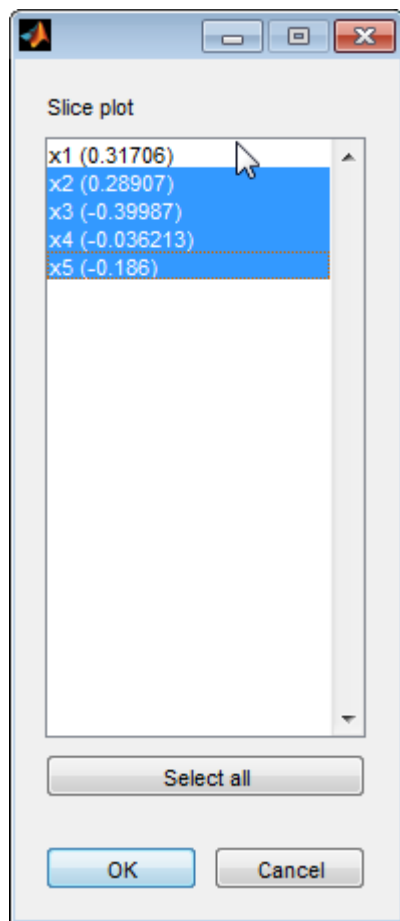 Slice plot
x1 (0.31706)
x2 (0.28907)
x3 (-0.39987)
x4 (-0.036213)
x5 (-0.186)
Select all
OK
Cancel